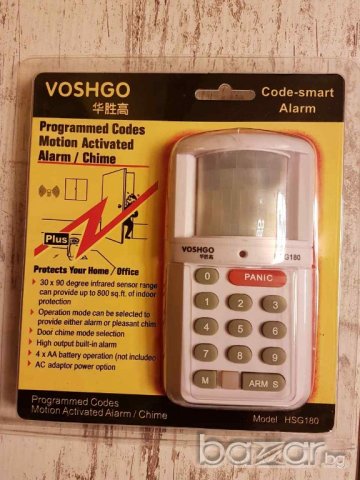 VOSHGO
华胜高
Code-smart
Alarm
Programmed Codes
Motion Activated
Alarm / Chime
Plus
Protects Your Home / Office
30 x 90 degree infrared sensor range
can provide up to 800 sq.ft. of indoor
protection
Operation mode can be selected to
provide either alarm or pleasant chim
Door chime mode selection
High output built-in alarm
4 x AA battery operation (not included
AC adaptor power option
VOSHGO
华胜高
G180
0 PANIC
1 2 3
4 5 6
7 8 9
M ARM S
Programmed Codes
Motion Activated Alarm / Chime
Model HSG180
bazar.bg